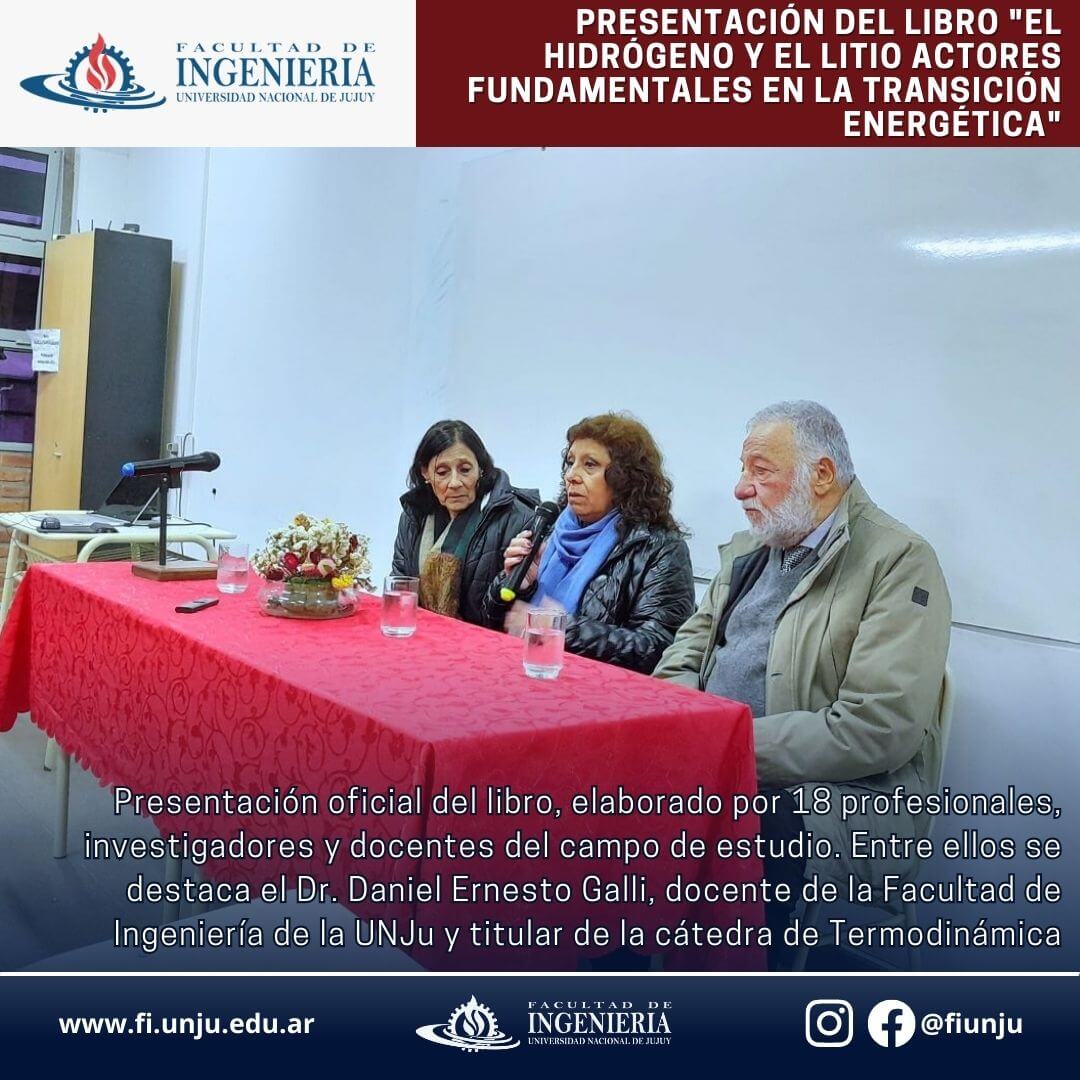 FACULTAD DE
INGENIERIA
UNIVERSIDAD NACIONAL DE JUJUY
PRESENTACIÓN DEL LIBRO "EL
HIDRÓGENO Y EL LITIO ACTORES
FUNDAMENTALES EN LA TRANSICIÓN
ENERGÉTICA"
Presentación oficial del libro, elaborado por 18 profesionales,
investigadores y docentes del campo de estudio. Entre ellos se
destaca el Dr. Daniel Ernesto Galli, docente de la Facultad de
Ingeniería de la UNJu y titular de la cátedra de Termodinámica
www.fi.unju.edu.ar
FACULTAD DE
INGENIERIA
UNIVERSIDAD NACIONAL DE JUJUY
@fiunju